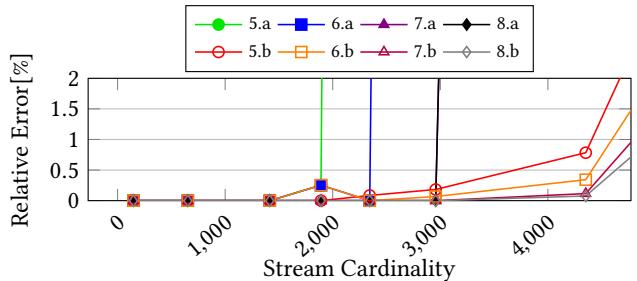 5.a 6.a 7.a 8.a
5.b 6.b 7.b 8.b
Relative Error[%]
2
1.5
1
0.5
0
0 1,000 2,000 3,000 4,000
Stream Cardinality